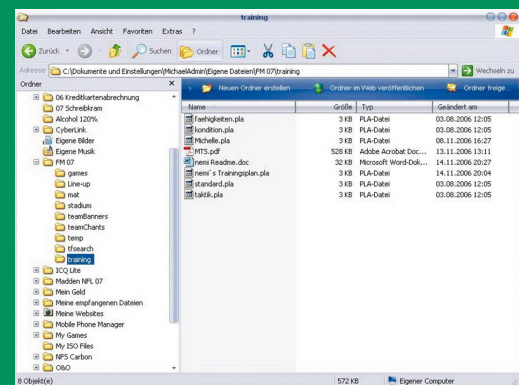 training
Datei Bearbeiten Ansicht Favoriten Extras ?
Zurück Suchen Ordner
Adresse C:\Dokumente und Einstellungen\MichaelAdmin\Eigene Dateien\FM 07\training Wechseln zu
Ordner
Neuen Ordner erstellen Ordner im Web veröffentlichen Ordner freige...
Name Größe Typ Geändert am
06 Kreditkartenabrechnung
07 Schreibkram
Alcohol 120%
CyberLink
Eigene Bilder
Eigene Musik
FM 07
games
Line-up
mat
stadium
teamBanners
teamChants
temp
tfsearch
training
ICQ Lite
Madden NFL 07
Mein Geld
Meine empfangenen Dateien
Meine Websites
Mobile Phone Manager
My Games
My ISO Files
NFS Carbon
O&O
faehigkeiten.pla 3 KB PLA-Datei 03.08.2006 12:05
kondition.pla 3 KB PLA-Datei 03.08.2006 12:05
Michelle.pla 3 KB PLA-Datei 08.11.2006 16:27
MTS.pdf 528 KB Adobe Acrobat Doc... 13.11.2006 13:11
nemi Readme.doc 32 KB Microsoft Word-Dok... 14.11.2006 20:27
nemi`s Trainingsplan.pla 3 KB PLA-Datei 14.11.2006 20:04
standard.pla 3 KB PLA-Datei 03.08.2006 12:05
taktik.pla 3 KB PLA-Datei 03.08.2006 12:05
8 Objekt(e) 572 KB Eigener Computer